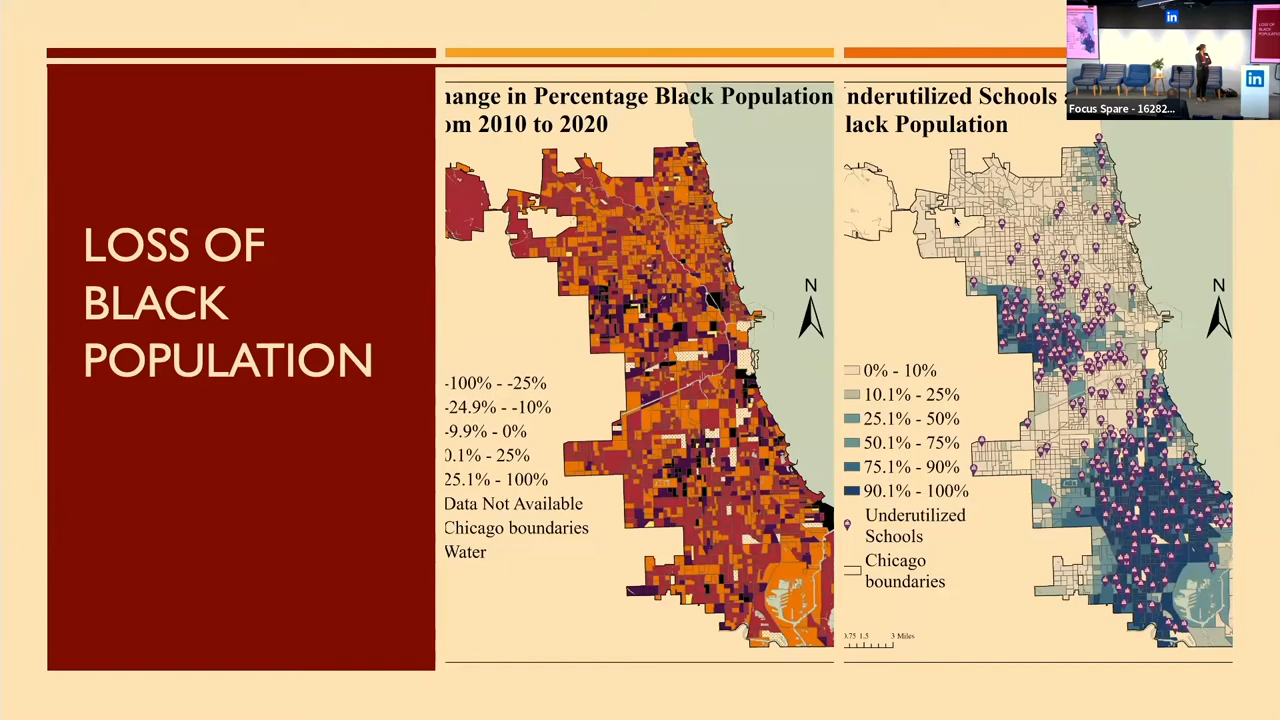 LOSS OF
BLACK
POPULATION
hange in Percentage Black Population
om 2010 to 2020
N
-100% - -25%
-24.9% - -10%
-9.9% - 0%
0.1% - 25%
25.1% - 100%
Data Not Available
Chicago boundaries
Water
nderutilized Schools
lack Population
N
0% - 10%
10.1% - 25%
25.1% - 50%
50.1% - 75%
75.1% - 90%
90.1% - 100%
Underutilized
Schools
Chicago
boundaries
0.75 1.5 3 Miles
in
LOSS OF
BLACK
POPULATION
in
Focus Spare - 16282...